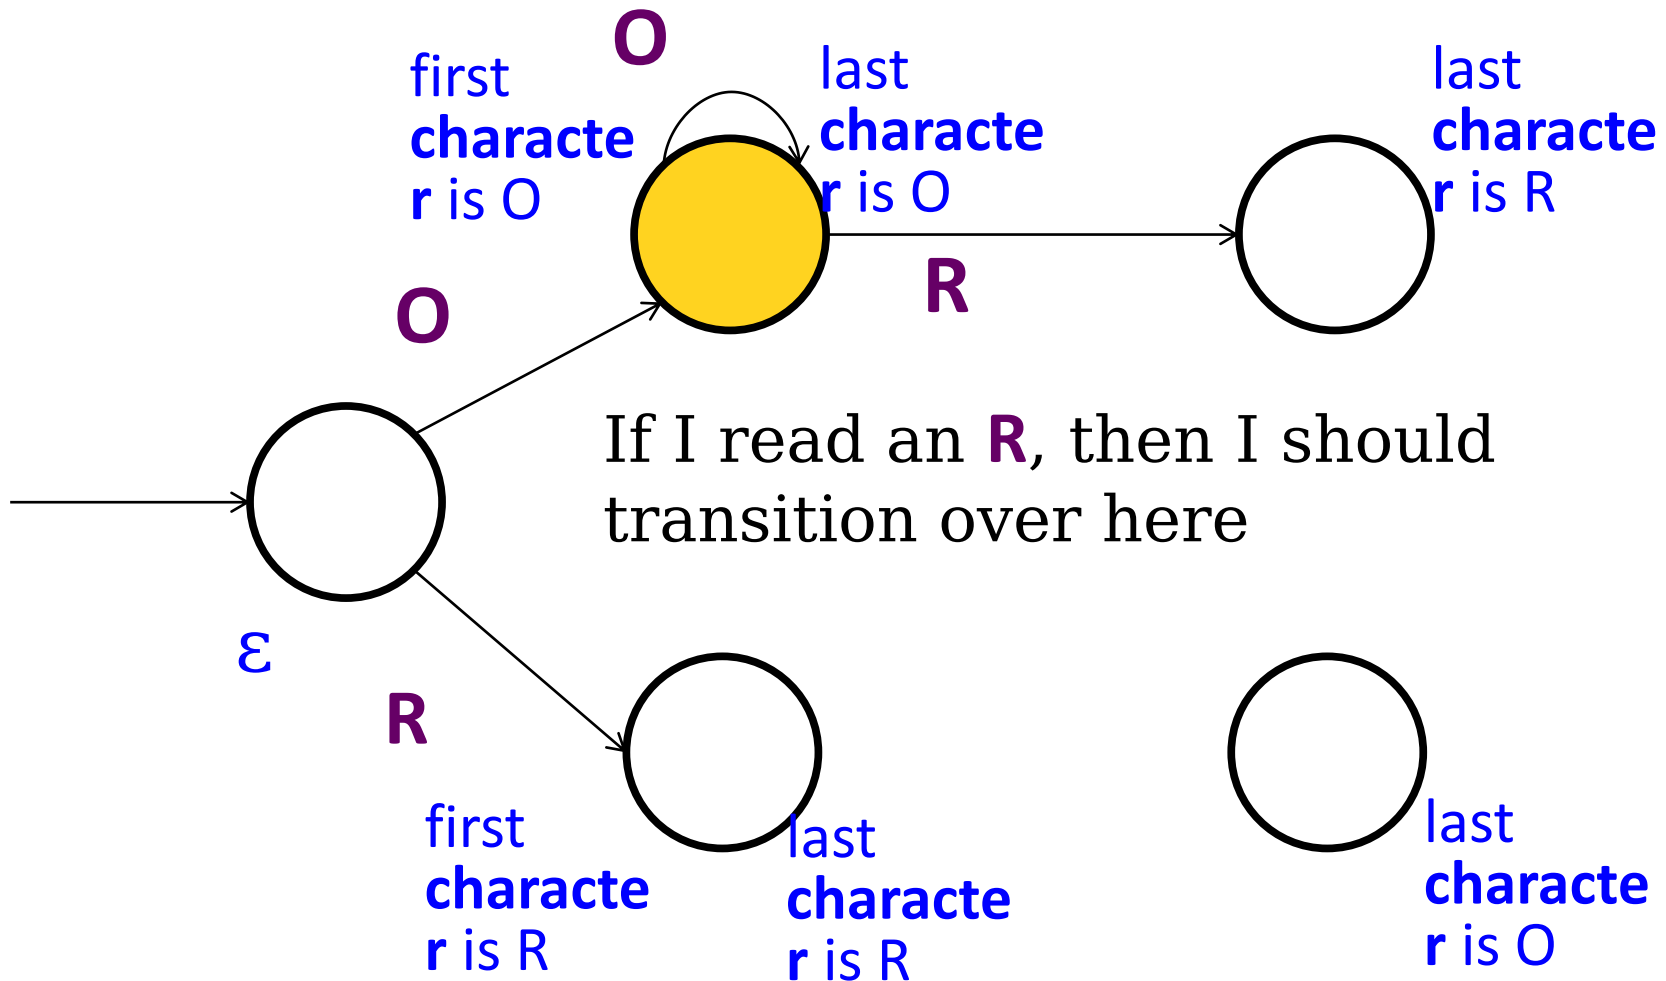 O
first
characte
r is O
last
characte
r is O
last
characte
r is R
R
O
If I read an R, then I should
transition over here
ε
R
first
characte
r is R
last
characte
r is R
last
characte
r is O